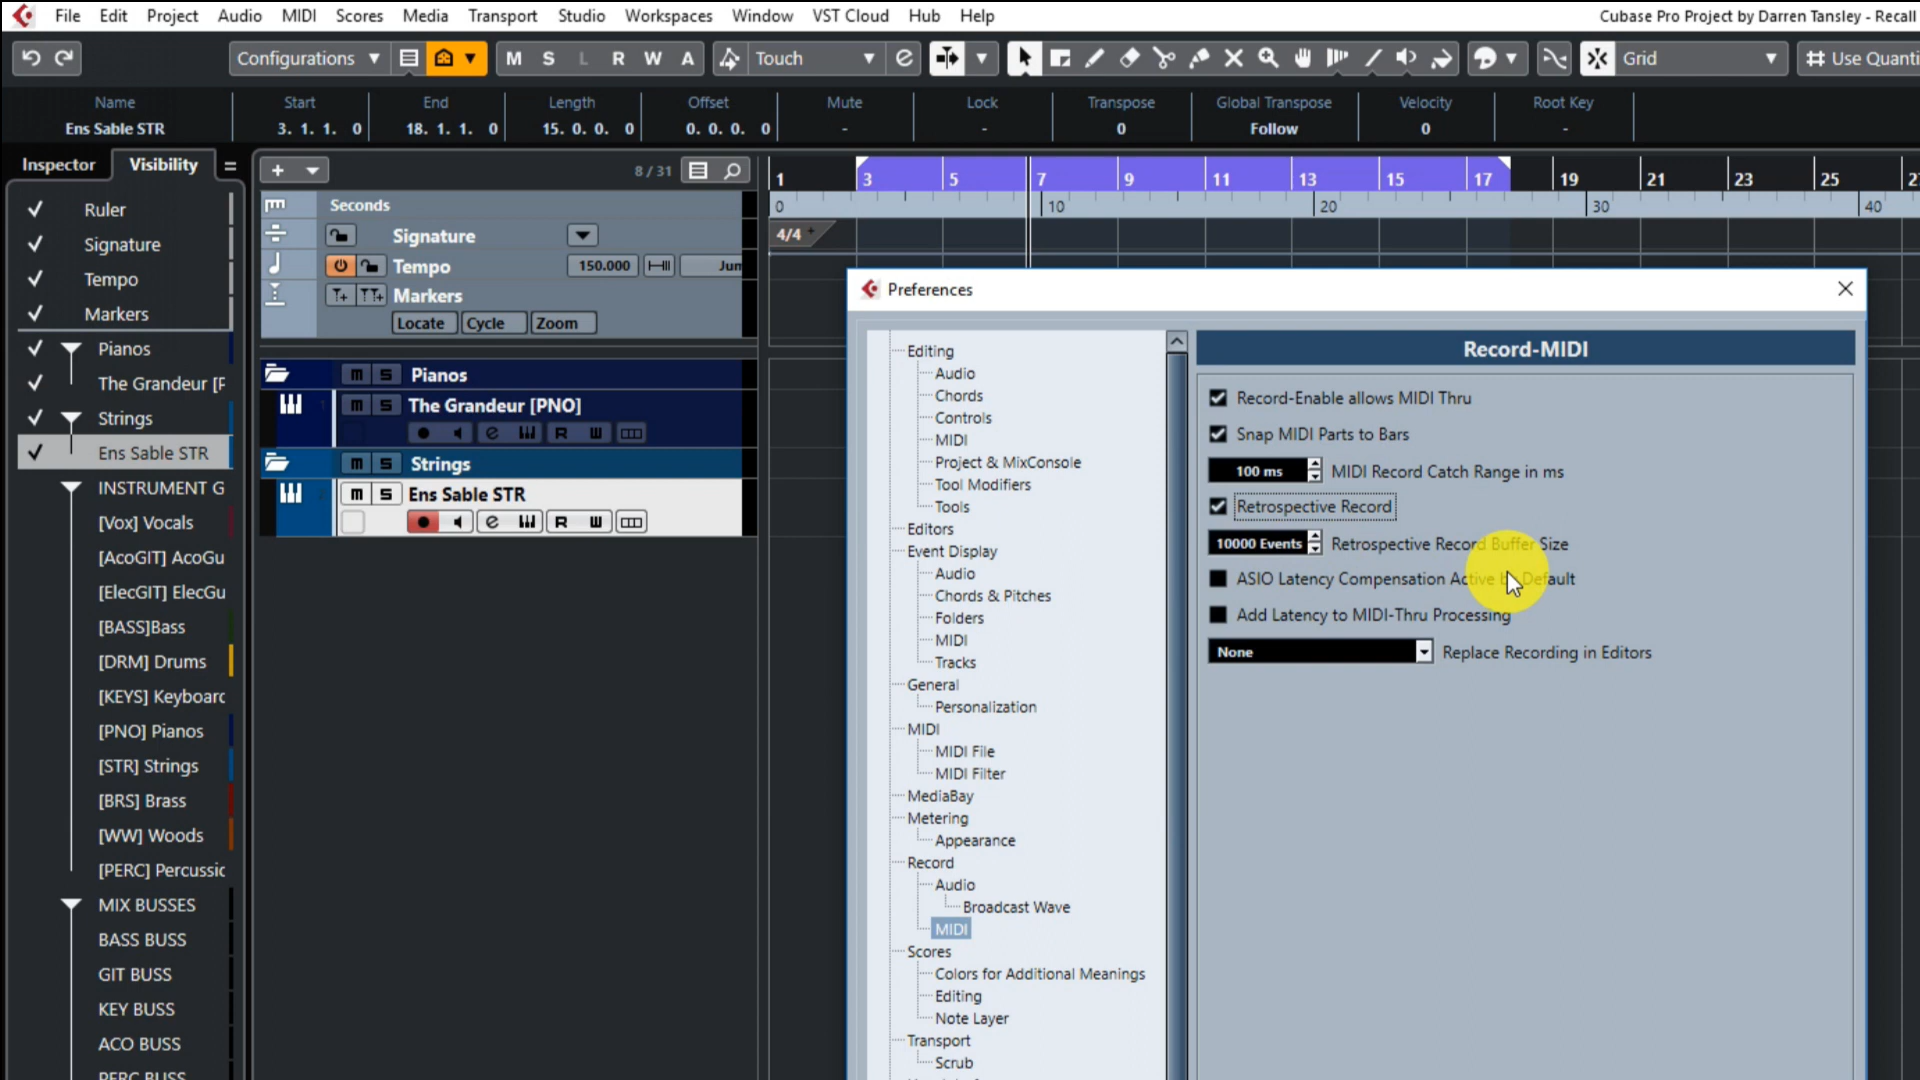 File Edit Project Audio MIDI Scores Media Transport Studio Workspaces Window VST Cloud Hub Help
Cubase Pro Project by Darren Tansley - Recall
Configurations M S L R W A Touch Grid Use Quanti
Name Start End Length Offset Mute Lock Transpose Global Transpose Velocity Root Key
Ens Sable STR 3. 1. 1. 0 18. 1. 1. 0 15. 0. 0. 0 0. 0. 0. 0 - - 0 Follow 0 -
Inspector Visibility
8 / 31
1 3 5 7 9 11 13 15 17 19 21 23 25
0 10 20 30 40
4/4
Ruler
Signature
Tempo
Markers
Pianos
The Grandeur [P
Strings
Ens Sable STR
INSTRUMENT G
[Vox] Vocals
[AcoGIT] AcoGu
[ElecGIT] ElecGu
[BASS]Bass
[DRM] Drums
[KEYS] Keyboarc
[PNO] Pianos
[STR] Strings
[BRS] Brass
[WW] Woods
[PERC] Percussic
MIX BUSSES
BASS BUSS
GIT BUSS
KEY BUSS
ACO BUSS
PERC BUSS
Seconds
Signature
Tempo 150.000 Jum
Markers
Locate Cycle Zoom
m S Pianos
m S The Grandeur [PNO]
e R
m S Strings
m S Ens Sable STR
e R
Preferences
Editing
Audio
Chords
Controls
MIDI
Project & MixConsole
Tool Modifiers
Tools
Editors
Event Display
Audio
Chords & Pitches
Folders
MIDI
Tracks
General
Personalization
MIDI
MIDI File
MIDI Filter
MediaBay
Metering
Appearance
Record
Audio
Broadcast Wave
MIDI
Scores
Colors for Additional Meanings
Editing
Note Layer
Transport
Scrub
Record-MIDI
Record-Enable allows MIDI Thru
Snap MIDI Parts to Bars
100 ms MIDI Record Catch Range in ms
Retrospective Record
10000 Events Retrospective Record Buffer Size
ASIO Latency Compensation Active by Default
Add Latency to MIDI-Thru Processing
None Replace Recording in Editors